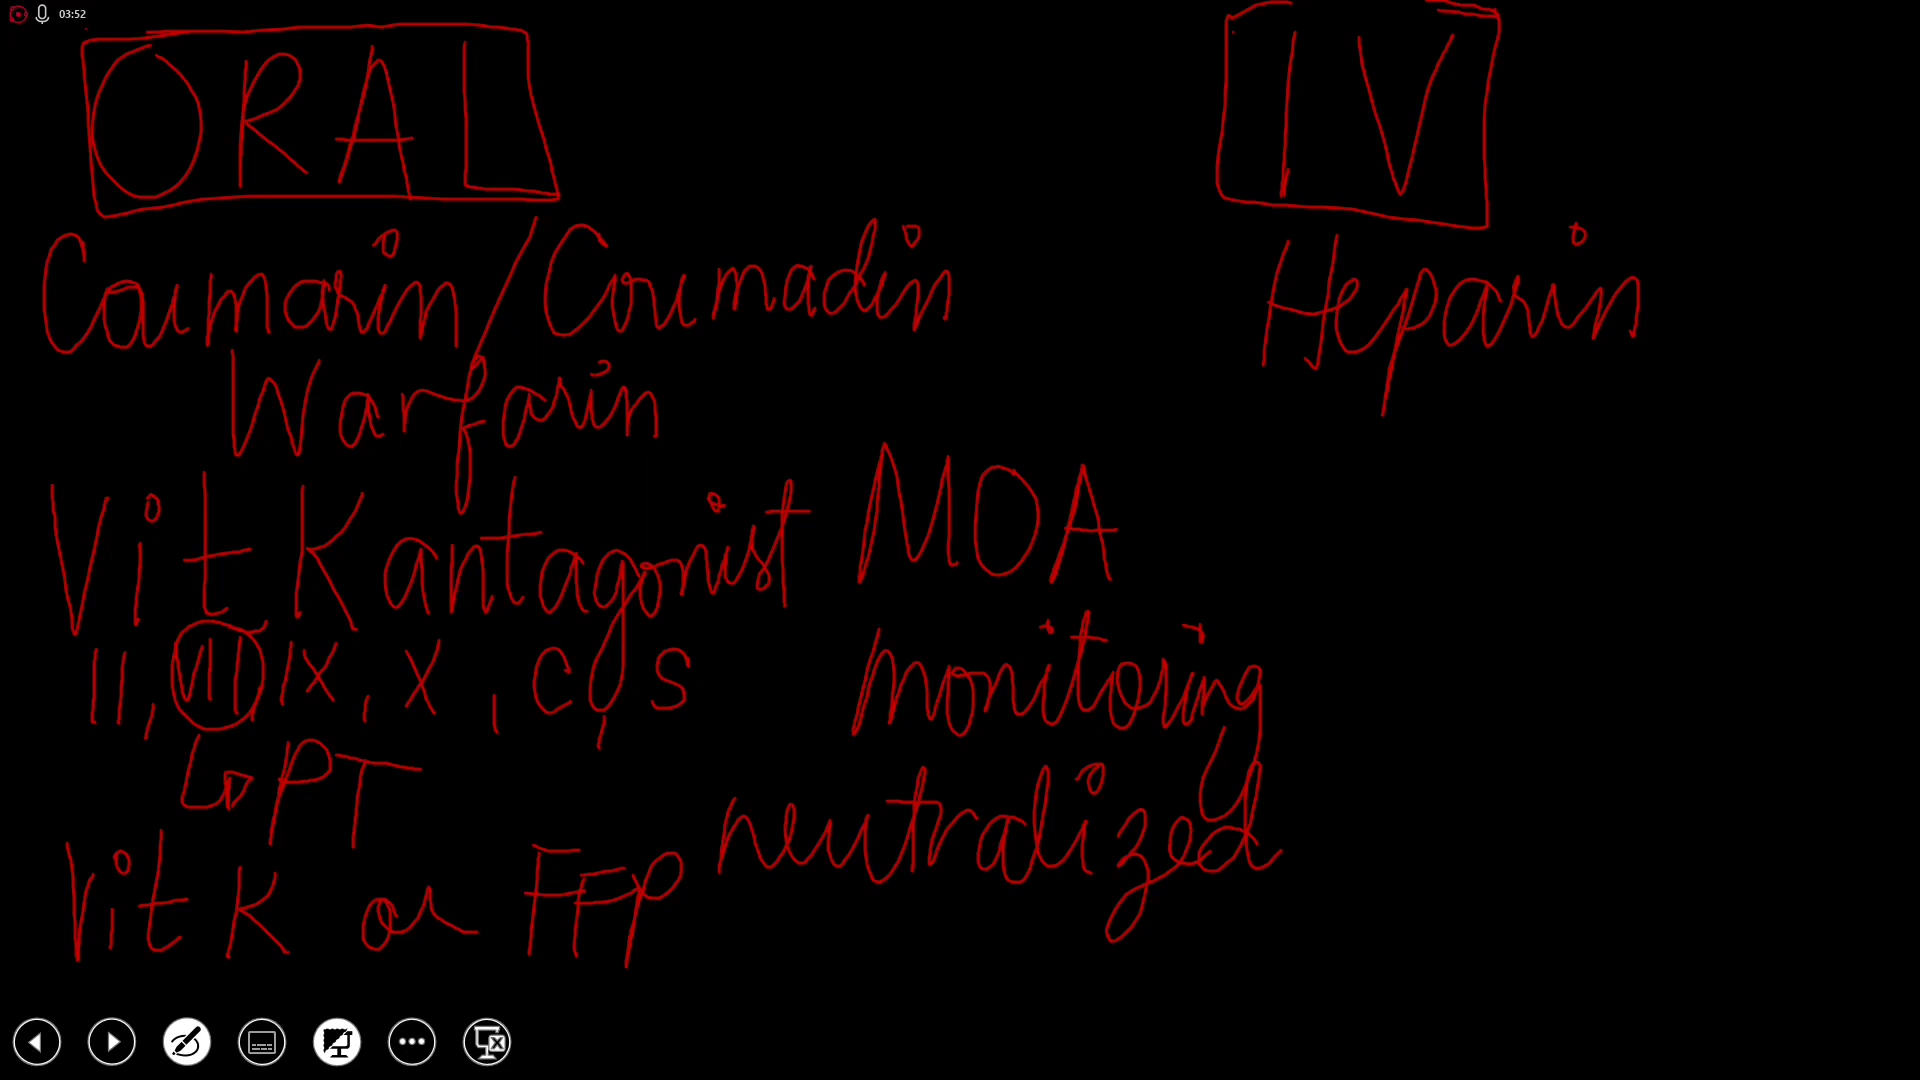 03:52
ORAL
IV
Coumarin/Coumadin
Heparin
Warfarin
Vit K antagonist
MOA
II, VII, IX, X, C, S
monitoring
↳ PT
neutralized
Vit K or FFP